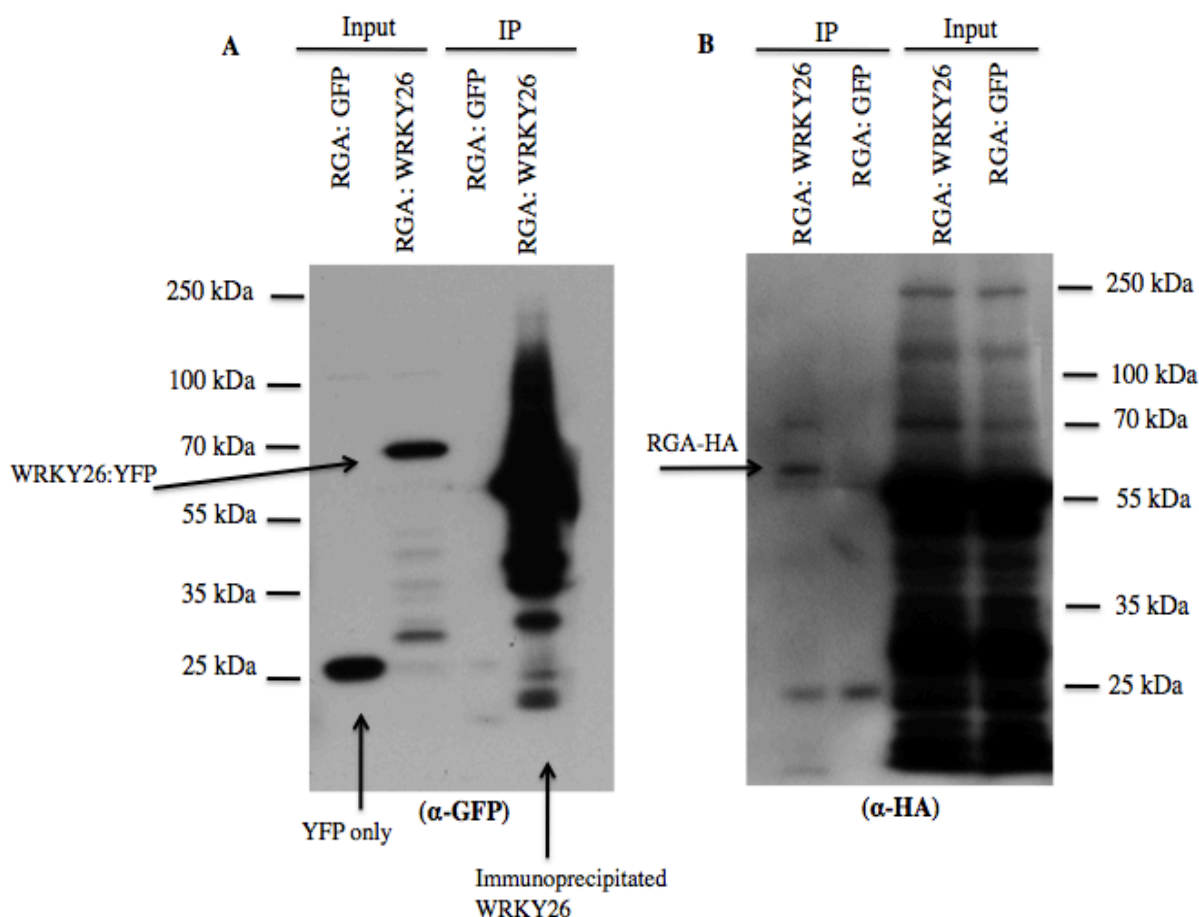 A
Input
IP
RGA: GFP
RGA: WRKY26
RGA: GFP
RGA: WRKY26
250 kDa
100 kDa
70 kDa
WRKY26:YFP
55 kDa
35 kDa
25 kDa
YFP only
(α-GFP)
Immunoprecipitated
WRKY26
B
IP
Input
RGA: WRKY26
RGA: GFP
RGA: WRKY26
RGA: GFP
250 kDa
100 kDa
70 kDa
RGA-HA
55 kDa
35 kDa
25 kDa
(α-HA)